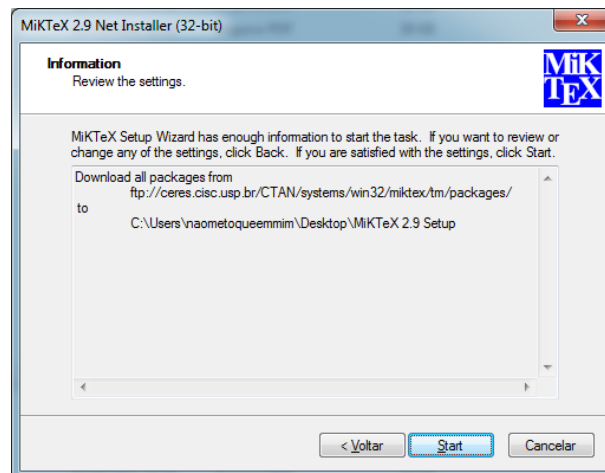 MiKTeX 2.9 Net Installer (32-bit)
Information
Review the settings.
MiK
TEX
MiKTeX Setup Wizard has enough information to start the task. If you want to review or
change any of the settings, click Back. If you are satisfied with the settings, click Start.
Download all packages from
ftp://ceres.cisc.usp.br/CTAN/systems/win32/miktex/tm/packages/
to
C:\Users\naometoqueemmim\Desktop\MiKTeX 2.9 Setup
< Voltar Start Cancelar